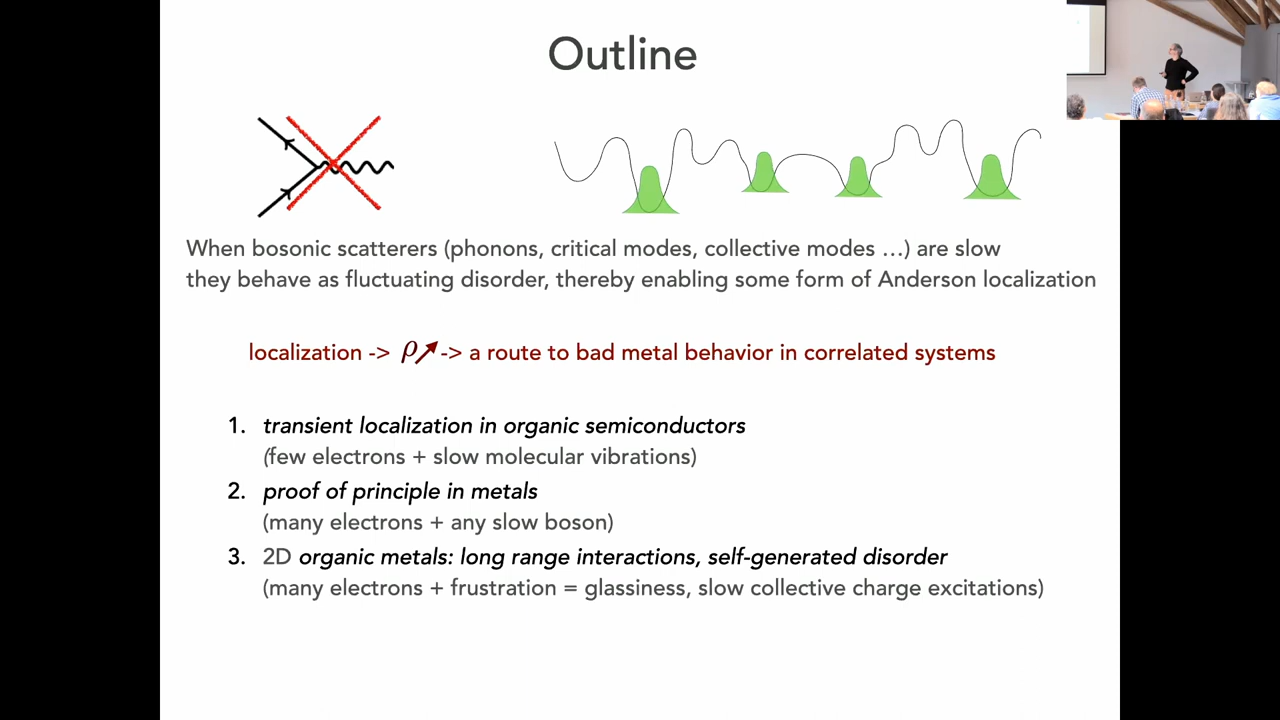 Outline
When bosonic scatterers (phonons, critical modes, collective modes …) are slow
they behave as fluctuating disorder, thereby enabling some form of Anderson localization
localization -> ρ -> a route to bad metal behavior in correlated systems
1. transient localization in organic semiconductors
(few electrons + slow molecular vibrations)
2. proof of principle in metals
(many electrons + any slow boson)
3. 2D organic metals: long range interactions, self-generated disorder
(many electrons + frustration = glassiness, slow collective charge excitations)